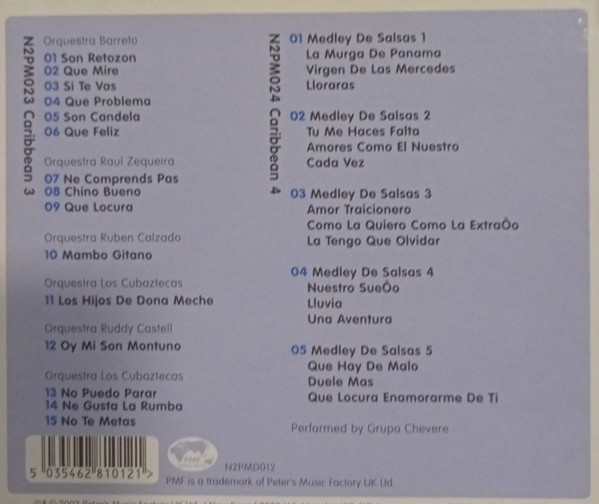 N2PM023 Caribbean 3
Orquestra Barreto
01 Son Retozon
02 Que Mire
03 Si Te Vas
04 Que Problema
05 Son Candela
06 Que Feliz
Orquestra Raul Zequeira
07 Ne Comprends Pas
08 Chino Bueno
09 Que Locura
Orquestra Ruben Calzado
10 Mambo Gitano
Orquestra Los Cubaztecas
11 Los Hijos De Dona Meche
Orquestra Ruddy Castell
12 Oy Mi Son Montuno
Orquestra Los Cubaztecas
13 No Puedo Parar
14 Ne Gusta La Rumba
15 No Te Metas
N2PM024 Caribbean 4
01 Medley De Salsas 1
La Murga De Panama
Virgen De Las Mercedes
Lloraras
02 Medley De Salsas 2
Tu Me Haces Falta
Amores Como El Nuestro
Cada Vez
03 Medley De Salsas 3
Amor Traicionero
Como La Quiero Como La ExtraÔo
La Tengo Que Olvidar
04 Medley De Salsas 4
Nuestro SueÔo
Lluvia
Una Aventura
05 Medley De Salsas 5
Que Hay De Malo
Duele Mas
Que Locura Enamorarme De Ti
Performed by Grupo Chevere
5 035462 810121 >
PMF
N2PMD012
PMF is a trademark of Peter's Music Factory UK Ltd.